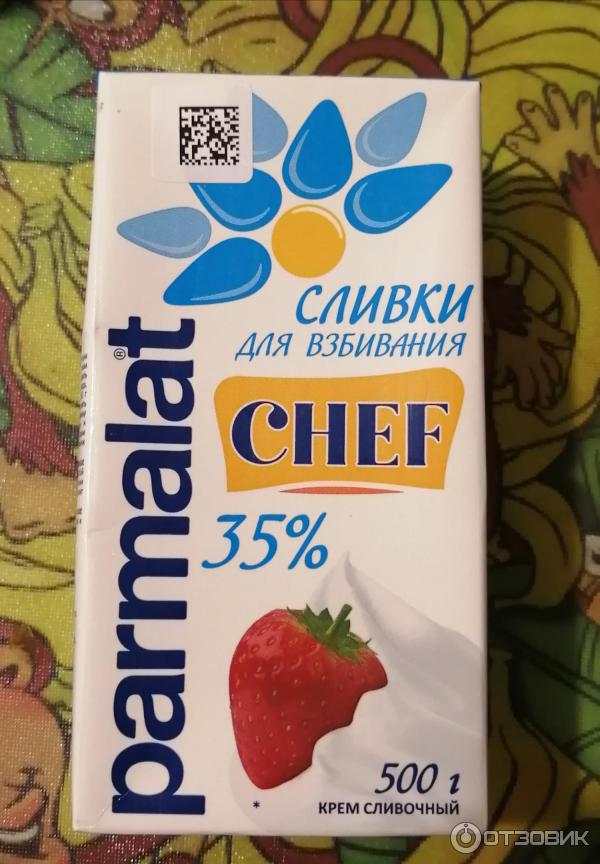 parmalat®
СЛИВКИ
ДЛЯ ВЗБИВАНИЯ
CHEF
35%
500 г
* КРЕМ СЛИВОЧНЫЙ
ОТЗОВИК